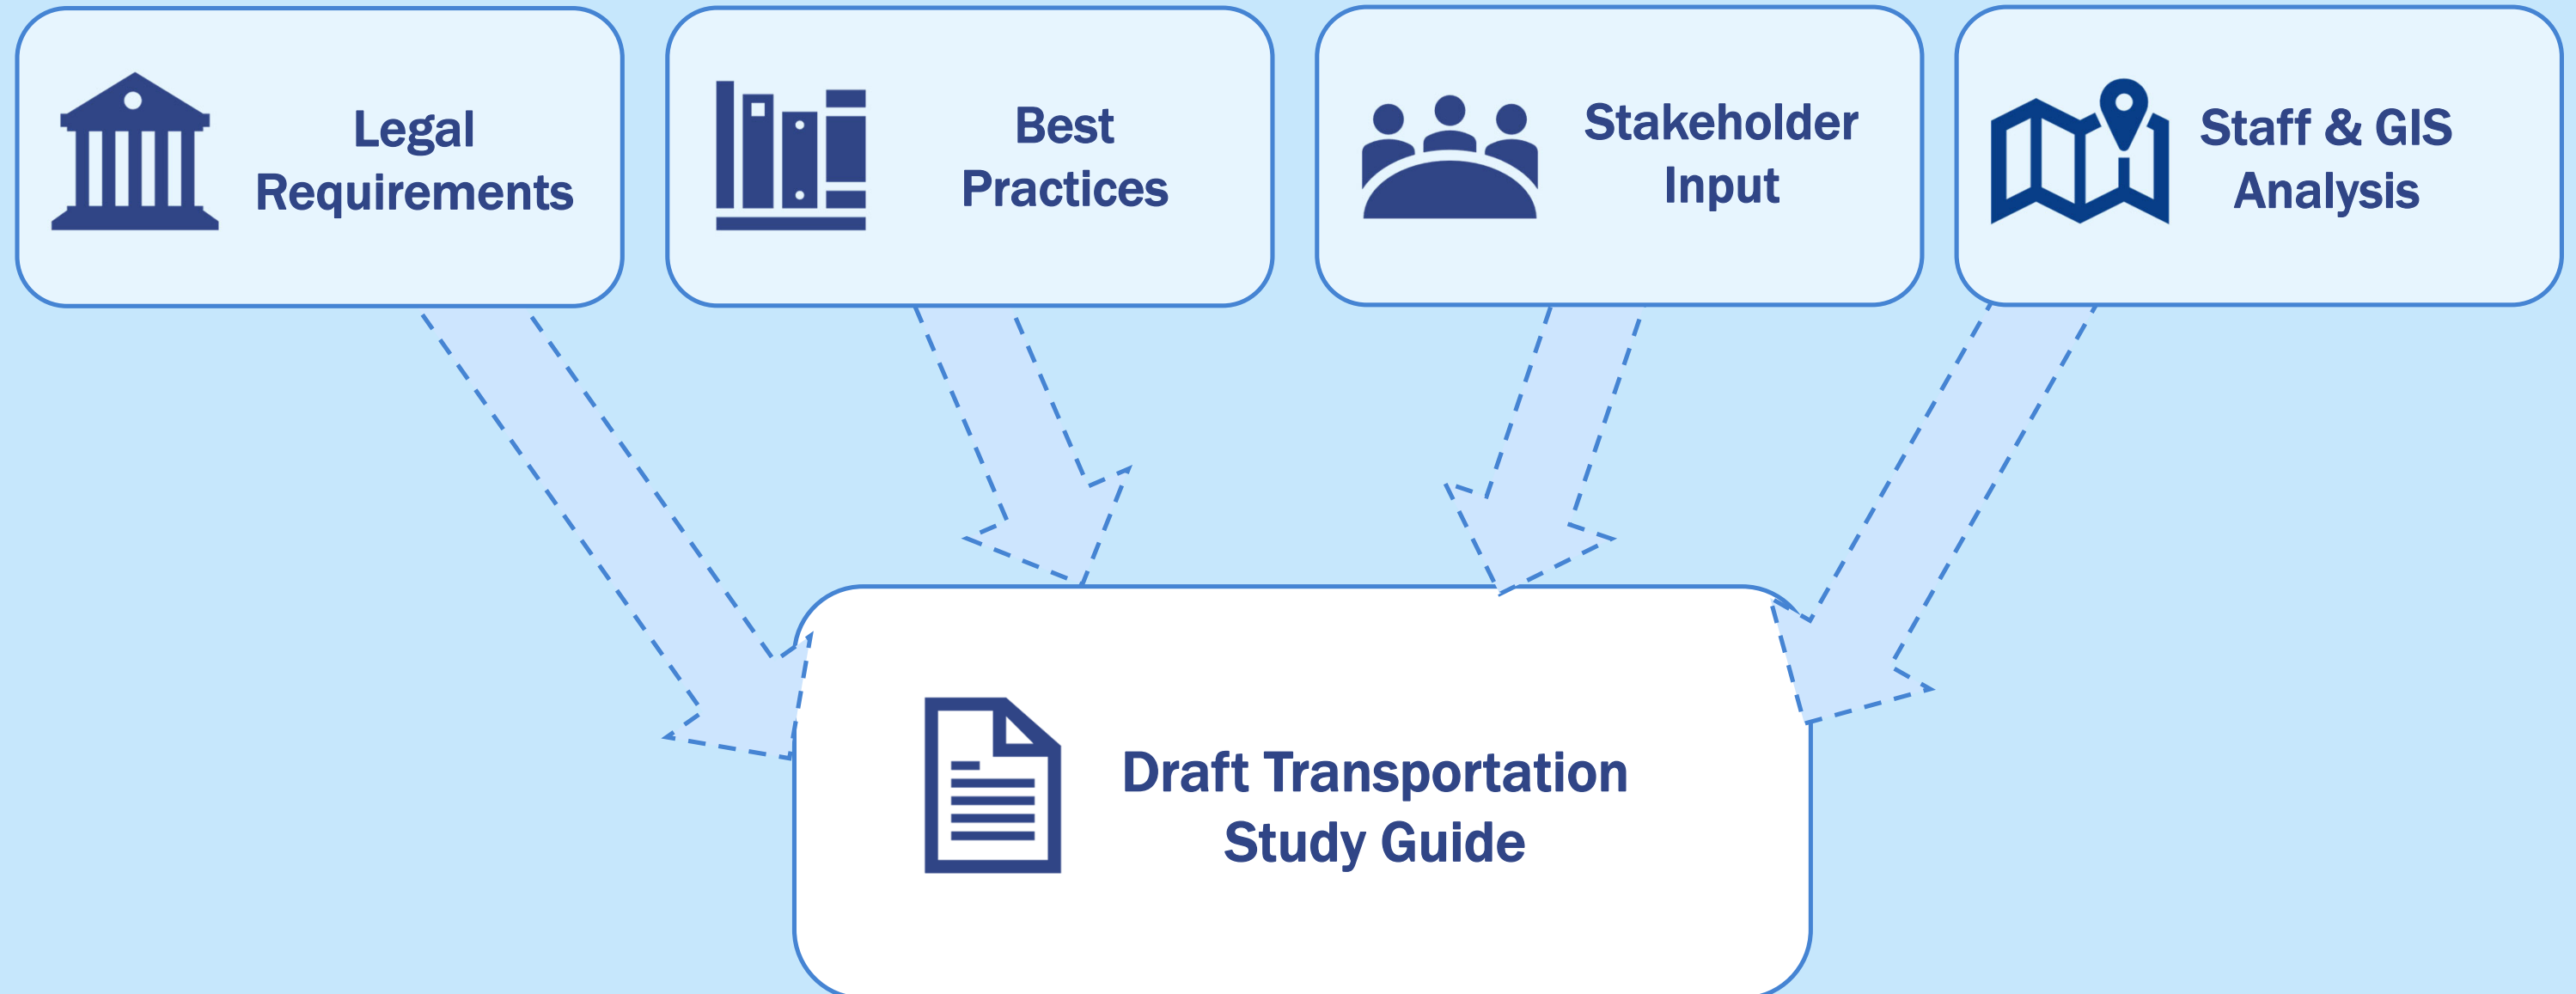 Legal
Requirements
Best
Practices
Stakeholder
Input
Staff & GIS
Analysis
Draft Transportation
Study Guide